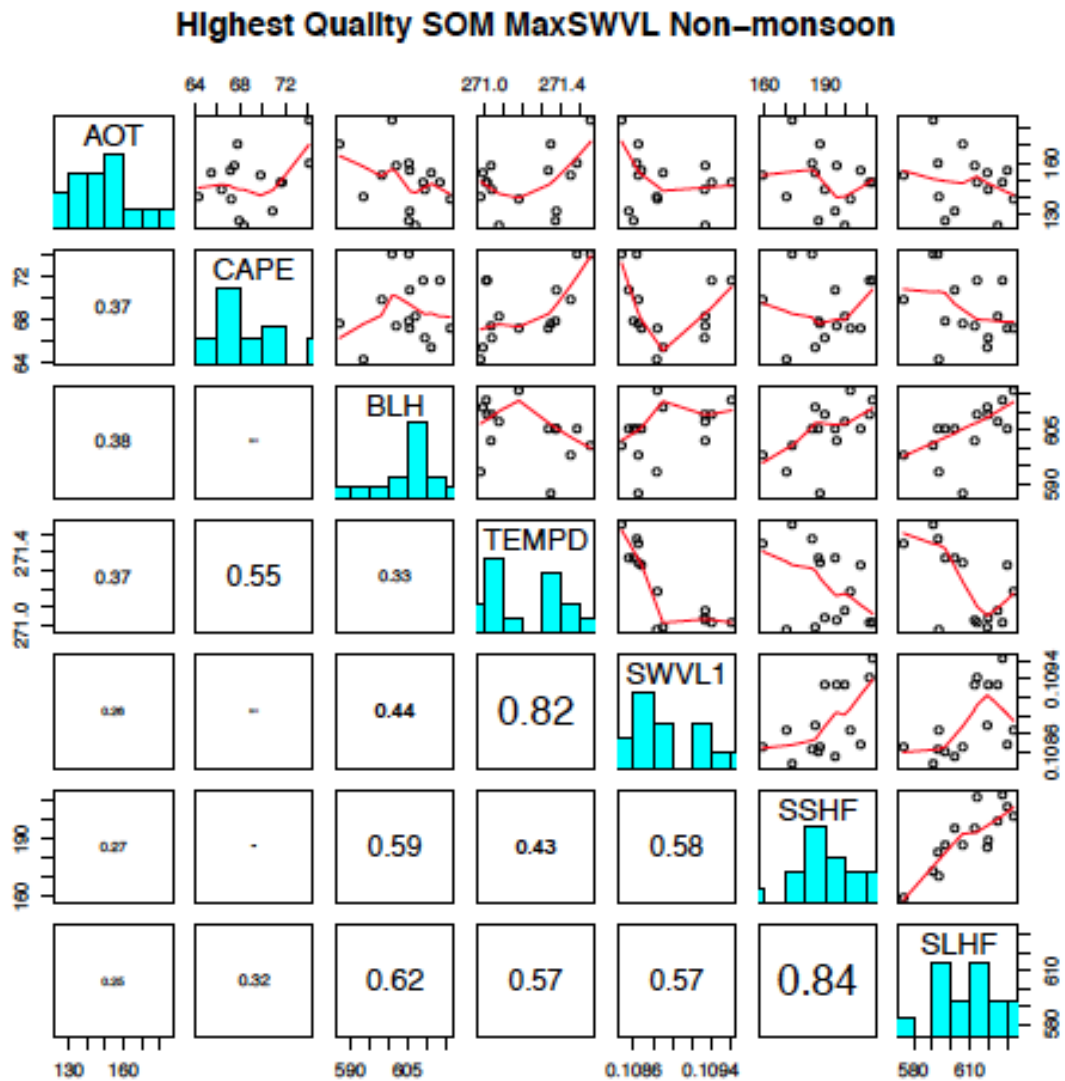 Highest Quality SOM MaxSWVL Non−monsoon
64 68 72 271.0 271.4 160 190
AOT
130 160
CAPE
0.37
64 68 72
BLH
0.38
590 605
TEMPD
0.37 0.55 0.33
271.0 271.4
SWVL1
0.26 0.44 0.82
0.1086 0.1094
SSHF
0.27 0.59 0.43 0.58
160 190
SLHF
0.25 0.32 0.62 0.57 0.57 0.84
580 610
130 160 590 605 0.1086 0.1094 580 610